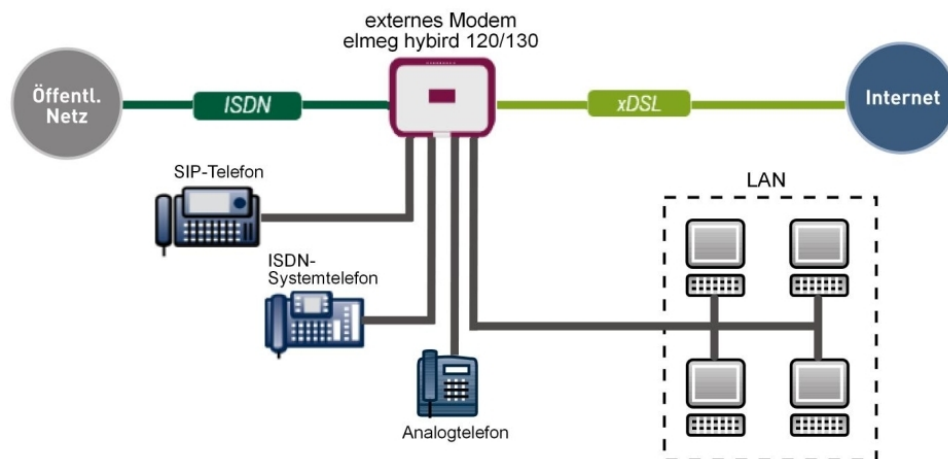 externes Modem
elmeg hybird 120/130
Öffentl.
Netz
ISDN
xDSL
Internet
SIP-Telefon
LAN
ISDN-
Systemtelefon
Analogtelefon